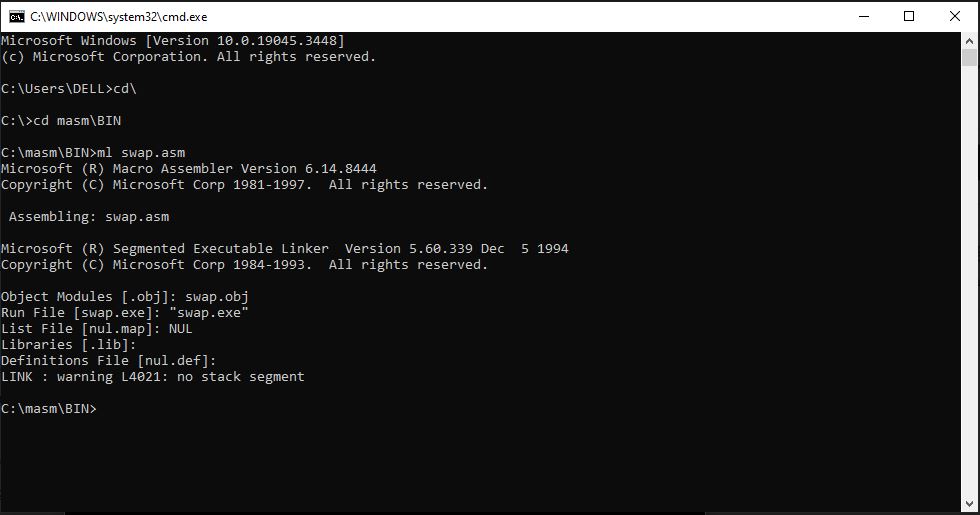 C:\WINDOWS\system32\cmd.exe
Microsoft Windows [Version 10.0.19045.3448]
(c) Microsoft Corporation. All rights reserved.
C:\Users\DELL>cd\
C:\>cd masm\BIN
C:\masm\BIN>ml swap.asm
Microsoft (R) Macro Assembler Version 6.14.8444
Copyright (C) Microsoft Corp 1981-1997.  All rights reserved.
 Assembling: swap.asm
Microsoft (R) Segmented Executable Linker  Version 5.60.339 Dec  5 1994
Copyright (C) Microsoft Corp 1984-1993.  All rights reserved.
Object Modules [.obj]: swap.obj
Run File [swap.exe]: "swap.exe"
List File [nul.map]: NUL
Libraries [.lib]:
Definitions File [nul.def]:
LINK : warning L4021: no stack segment
C:\masm\BIN>